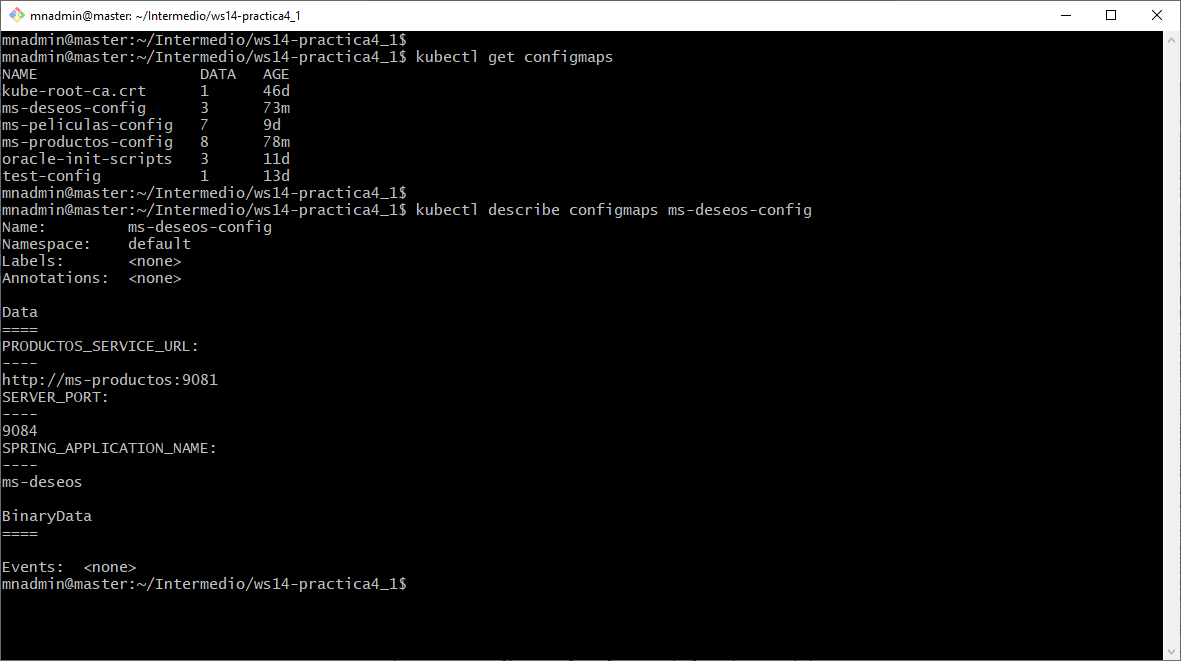 mnadmin@master: ~/Intermedio/ws14-practica4_1
mnadmin@master:~/Intermedio/ws14-practica4_1$
mnadmin@master:~/Intermedio/ws14-practica4_1$ kubectl get configmaps
NAME                  DATA   AGE
kube-root-ca.crt      1      46d
ms-deseos-config      3      73m
ms-peliculas-config   7      9d
ms-productos-config   8      78m
oracle-init-scripts   3      11d
test-config           1      13d
mnadmin@master:~/Intermedio/ws14-practica4_1$
mnadmin@master:~/Intermedio/ws14-practica4_1$ kubectl describe configmaps ms-deseos-config
Name:         ms-deseos-config
Namespace:    default
Labels:       <none>
Annotations:  <none>

Data
====
PRODUCTOS_SERVICE_URL:
----
http://ms-productos:9081
SERVER_PORT:
----
9084
SPRING_APPLICATION_NAME:
----
ms-deseos

BinaryData
====

Events:  <none>
mnadmin@master:~/Intermedio/ws14-practica4_1$